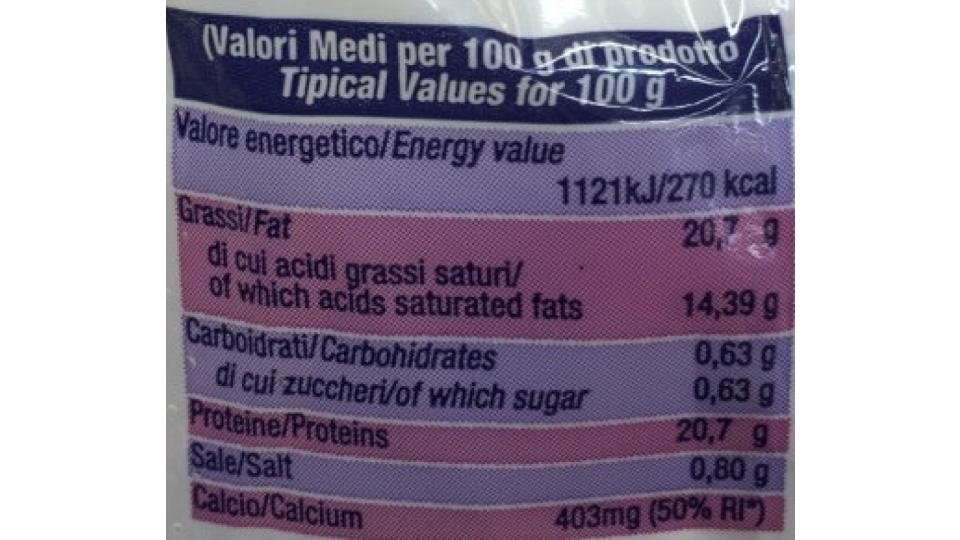 (Valori Medi per 100 g di prodotto
Tipical Values for 100 g
Valore energetico/Energy value
1121kJ/270 kcal
Grassi/Fat 20,7 g
di cui acidi grassi saturi/
of which acids saturated fats 14,39 g
Carboidrati/Carbohidrates 0,63 g
di cui zuccheri/of which sugar 0,63 g
Proteine/Proteins 20,7 g
Sale/Salt 0,80 g
Calcio/Calcium 403mg (50% RI*)